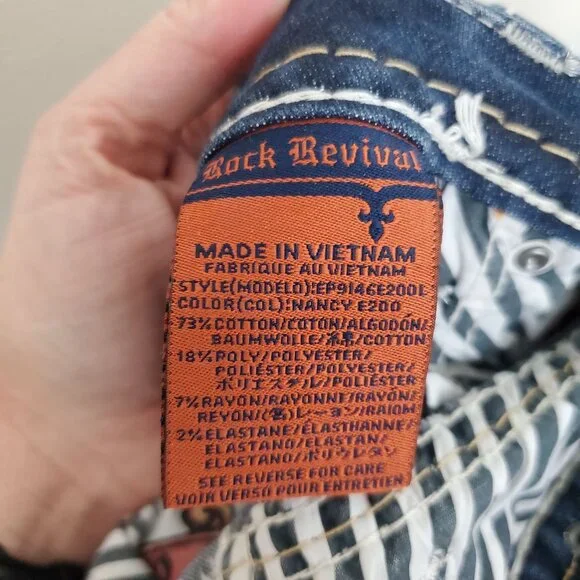 Rock Revival
MADE IN VIETNAM
FABRIQUE AU VIETNAM
STYLE(MODELO):EP9146E200L
COLOR(COL):NANCY E200
73% COTTON/COTON/ALGODÓN/
BAUMWOLLE/綿/COTTON
18% POLY/POLYESTER/
POLIÉSTER/POLYESTER/
ポリエステル/POLIÉSTER
7% RAYON/RAYONNE/RAYON/
REYON/(複)レーヨン/RAIOM
2% ELASTANE/ÉLASTHANNE/
ELASTANO/ELASTAN/
ELASTANO/ポリウレタン
SEE REVERSE FOR CARE
VOIR VERSO POUR ENTRETIEN